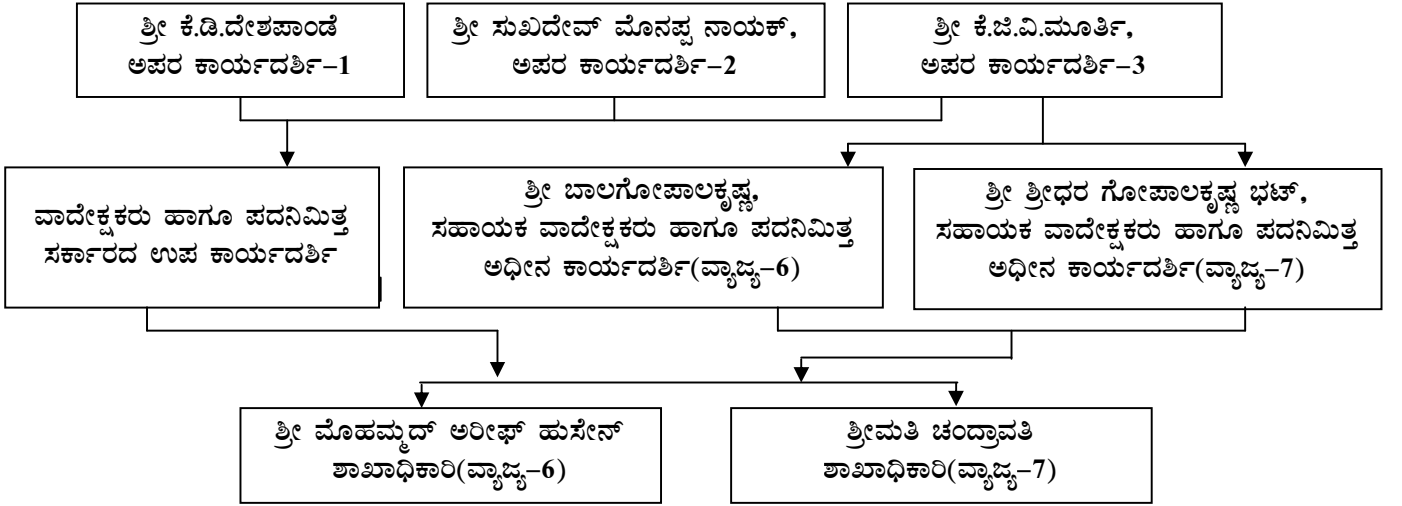 ಶ್ರೀ ಕೆ.ಡಿ.ದೇಶಪಾಂಡೆ
ಅಪರ ಕಾರ್ಯದರ್ಶಿ–1
ಶ್ರೀ ಸುಖದೇವ್ ಮೊನಪ್ಪ ನಾಯಕ್,
ಅಪರ ಕಾರ್ಯದರ್ಶಿ–2
ಶ್ರೀ ಕೆ.ಜಿ.ವಿ.ಮೂರ್ತಿ,
ಅಪರ ಕಾರ್ಯದರ್ಶಿ–3
ವಾದೇಕ್ಷಕರು ಹಾಗೂ ಪದನಿಮಿತ್ತ
ಸರ್ಕಾರದ ಉಪ ಕಾರ್ಯದರ್ಶಿ
ಶ್ರೀ ಬಾಲಗೋಪಾಲಕೃಷ್ಣ,
ಸಹಾಯಕ ವಾದೇಕ್ಷಕರು ಹಾಗೂ ಪದನಿಮಿತ್ತ
ಅಧೀನ ಕಾರ್ಯದರ್ಶಿ(ವ್ಯಾಜ್ಯ–6)
ಶ್ರೀ ಶ್ರೀಧರ ಗೋಪಾಲಕೃಷ್ಣ ಭಟ್,
ಸಹಾಯಕ ವಾದೇಕ್ಷಕರು ಹಾಗೂ ಪದನಿಮಿತ್ತ
ಅಧೀನ ಕಾರ್ಯದರ್ಶಿ(ವ್ಯಾಜ್ಯ–7)
ಶ್ರೀ ಮೊಹಮ್ಮದ್ ಅರೀಫ್ ಹುಸೇನ್
ಶಾಖಾಧಿಕಾರಿ(ವ್ಯಾಜ್ಯ–6)
ಶ್ರೀಮತಿ ಚಂದ್ರಾವತಿ
ಶಾಖಾಧಿಕಾರಿ(ವ್ಯಾಜ್ಯ–7)